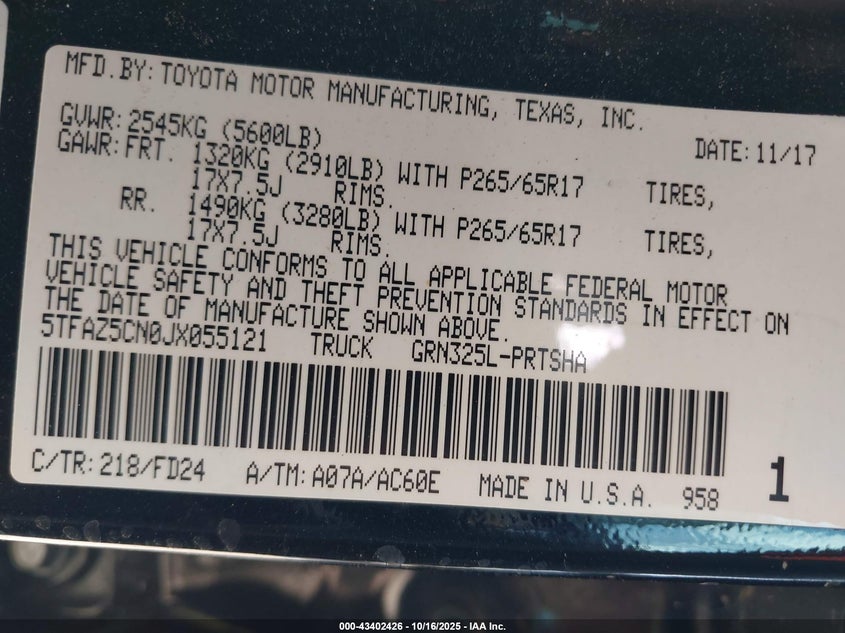 MFD.BY: TOYOTA MOTOR MANUFACTURING, TEXAS, INC.
GVWR: 2545KG (5600LB) DATE: 11/17
GAWR: FRT. 1320KG (2910LB) WITH P265/65R17 TIRES,
17X7.5J RIMS.
RR. 1490KG (3280LB) WITH P265/65R17 TIRES,
17X7.5J RIMS.
THIS VEHICLE CONFORMS TO ALL APPLICABLE FEDERAL MOTOR
VEHICLE SAFETY AND THEFT PREVENTION STANDARDS IN EFFECT ON
THE DATE OF MANUFACTURE SHOWN ABOVE.
5TFAZ5CN0JX055121 TRUCK GRN325L-PRTSHA
C/TR: 218/FD24 A/TM: A07A/AC60E MADE IN U.S.A. 958 1
000-43402426 - 10/16/2025 - IAA Inc.